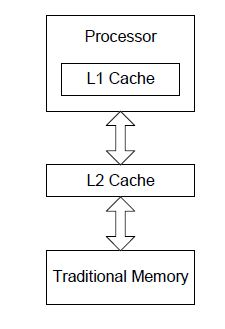 Processor
L1 Cache
L2 Cache
Traditional Memory